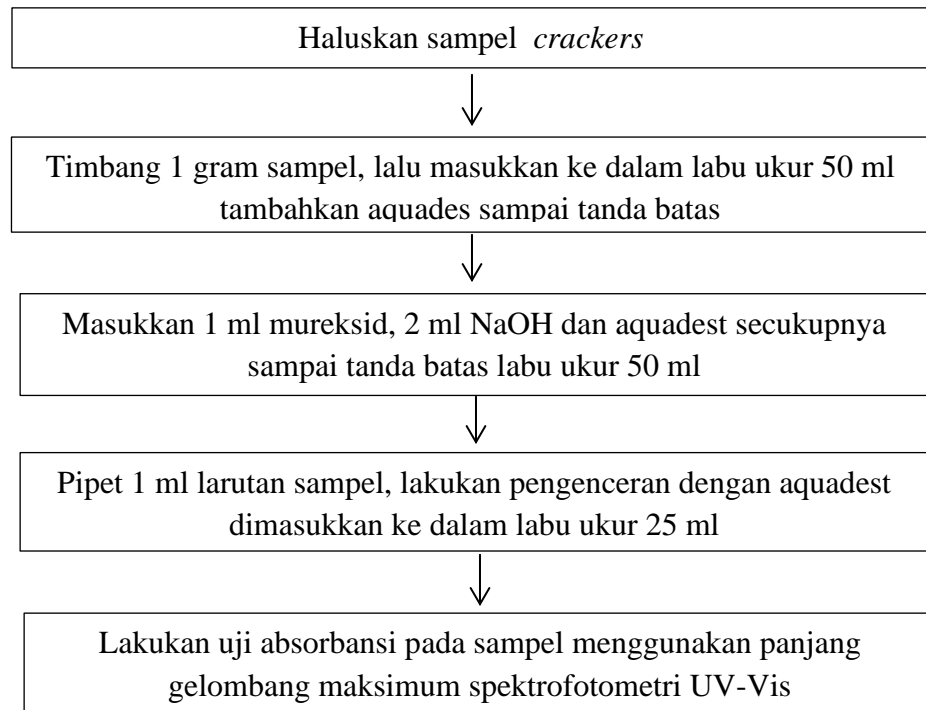 Haluskan sampel crackers
Timbang 1 gram sampel, lalu masukkan ke dalam labu ukur 50 ml
tambahkan aquades sampai tanda batas
Masukkan 1 ml mureksid, 2 ml NaOH dan aquadest secukupnya
sampai tanda batas labu ukur 50 ml
Pipet 1 ml larutan sampel, lakukan pengenceran dengan aquadest
dimasukkan ke dalam labu ukur 25 ml
Lakukan uji absorbansi pada sampel menggunakan panjang
gelombang maksimum spektrofotometri UV-Vis